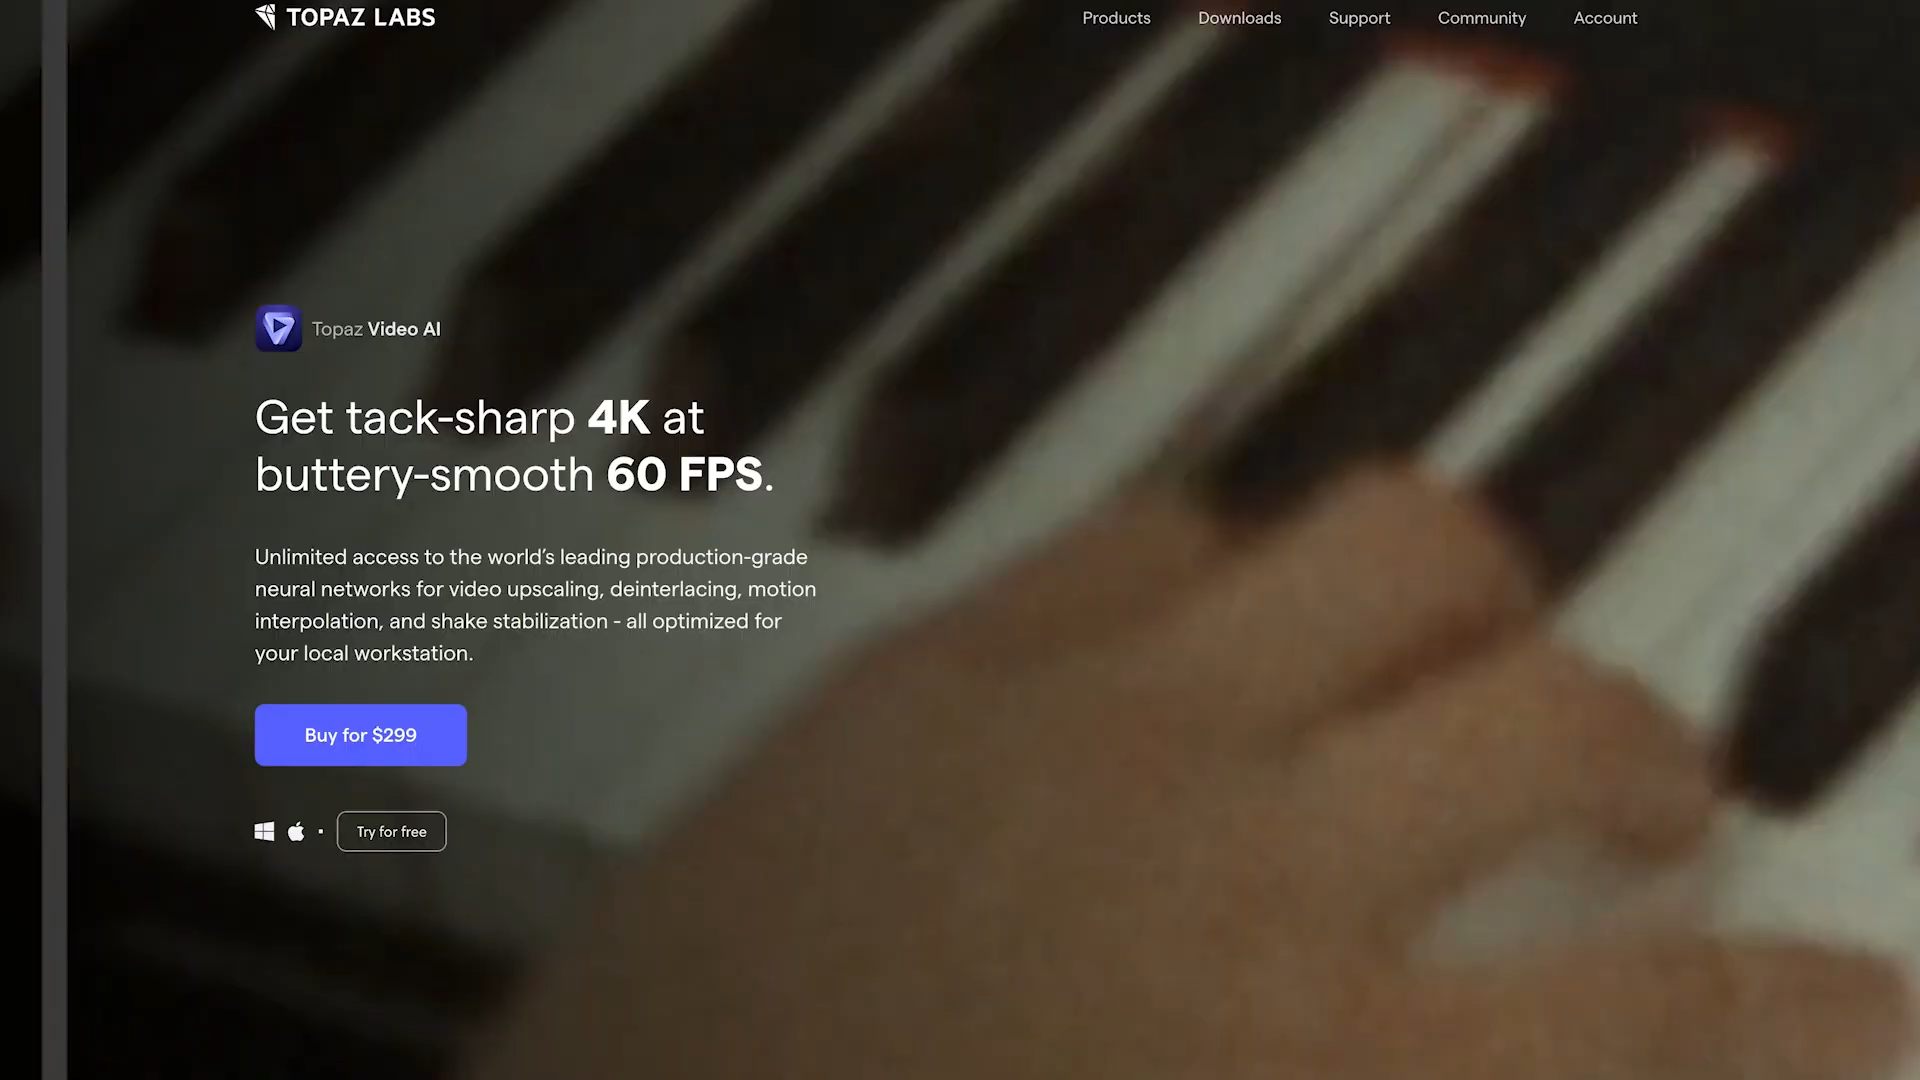 TOPAZ LABS
Products Downloads Support Community Account
Topaz Video AI
Get tack-sharp 4K at
buttery-smooth 60 FPS.
Unlimited access to the world’s leading production-grade
neural networks for video upscaling, deinterlacing, motion
interpolation, and shake stabilization - all optimized for
your local workstation.
Buy for $299
Try for free